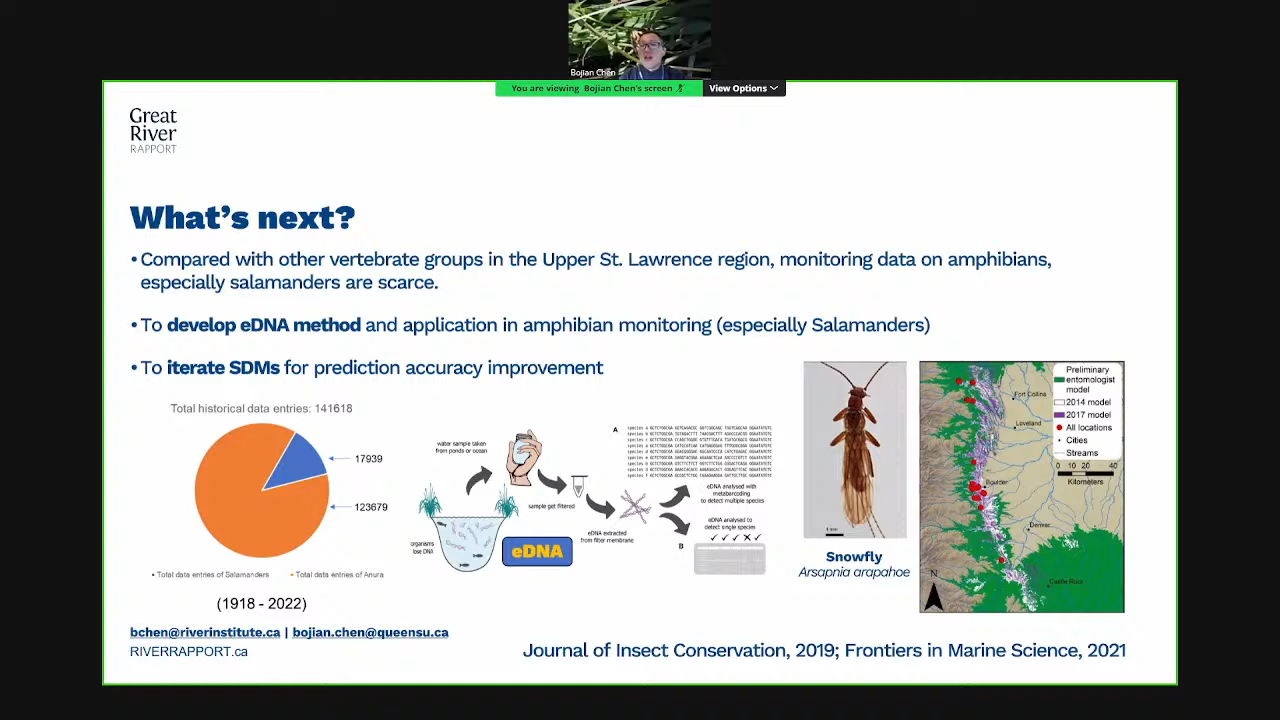 Bojian Chen
You are viewing Bojian Chen's screen
View Options
Great
River
RAPPORT
What's next?
• Compared with other vertebrate groups in the Upper St. Lawrence region, monitoring data on amphibians,
especially salamanders are scarce.
• To develop eDNA method and application in amphibian monitoring (especially Salamanders)
• To iterate SDMs for prediction accuracy improvement
Total historical data entries: 141618
17939
123679
• Total data entries of Salamanders • Total data entries of Anura
(1918 - 2022)
water sample taken
from ponds or ocean
organisms
lose DNA
eDNA
sample get filtered
eDNA extracted
from filter membrane
A
eDNA analysed with
metabarcoding
to detect multiple species
eDNA analysed to
detect single species
B
1 mm
Snowfly
Arsapnia arapahoe
Preliminary
entomologist
model
2014 model
2017 model
All locations
Cities
Streams
0 10 20 40
Kilometers
Fort Collins
Loveland
Boulder
Denver
Castle Rock
N
bchen@riverinstitute.ca | bojian.chen@queensu.ca
RIVERRAPPORT.ca
Journal of Insect Conservation, 2019; Frontiers in Marine Science, 2021